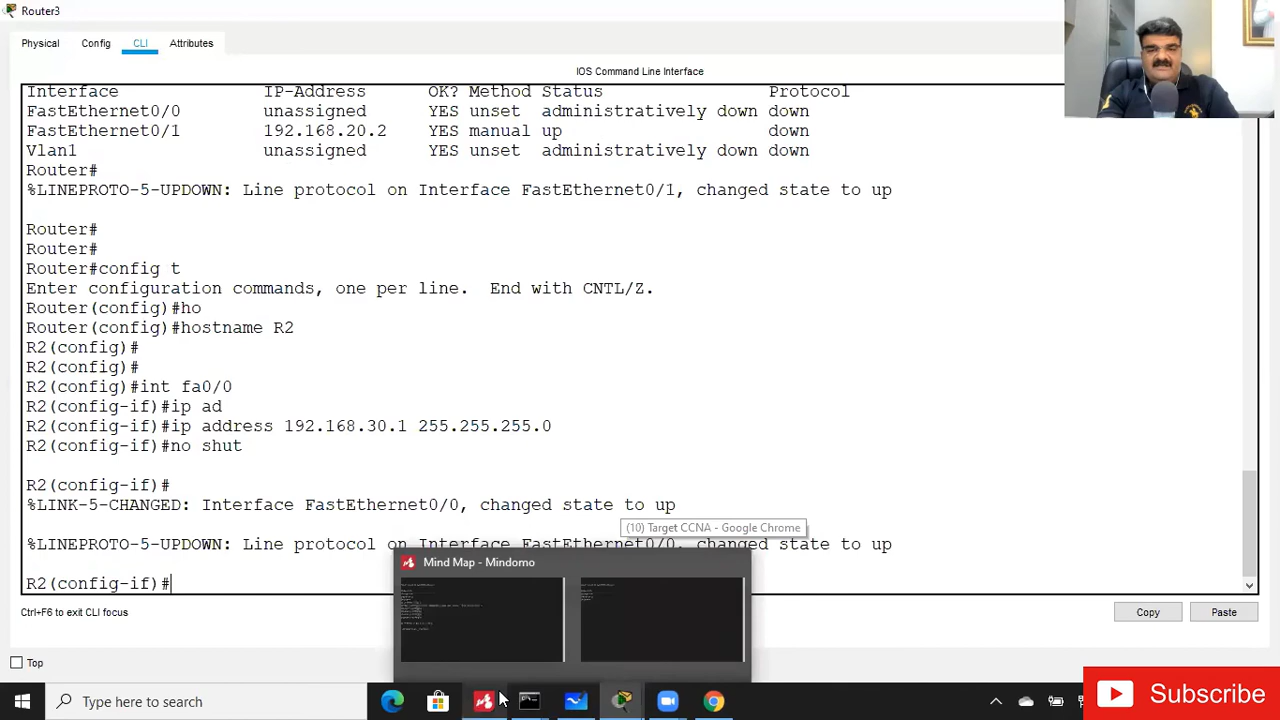 Router3
Physical Config CLI Attributes
IOS Command Line Interface
Interface IP-Address OK? Method Status Protocol
FastEthernet0/0 unassigned YES unset administratively down down
FastEthernet0/1 192.168.20.2 YES manual up down
Vlan1 unassigned YES unset administratively down down
Router#
%LINEPROTO-5-UPDOWN: Line protocol on Interface FastEthernet0/1, changed state to up
Router#
Router#
Router#config t
Enter configuration commands, one per line. End with CNTL/Z.
Router(config)#ho
Router(config)#hostname R2
R2(config)#
R2(config)#
R2(config)#int fa0/0
R2(config-if)#ip ad
R2(config-if)#ip address 192.168.30.1 255.255.255.0
R2(config-if)#no shut
R2(config-if)#
%LINK-5-CHANGED: Interface FastEthernet0/0, changed state to up
(10) Target CCNA - Google Chrome
%LINEPROTO-5-UPDOWN: Line protocol on Interface FastEthernet0/0, changed state to up
Mind Map - Mindomo
R2(config-if)#
Ctrl+F6 to exit CLI focus
Copy Paste
Top
Type here to search
Subscribe